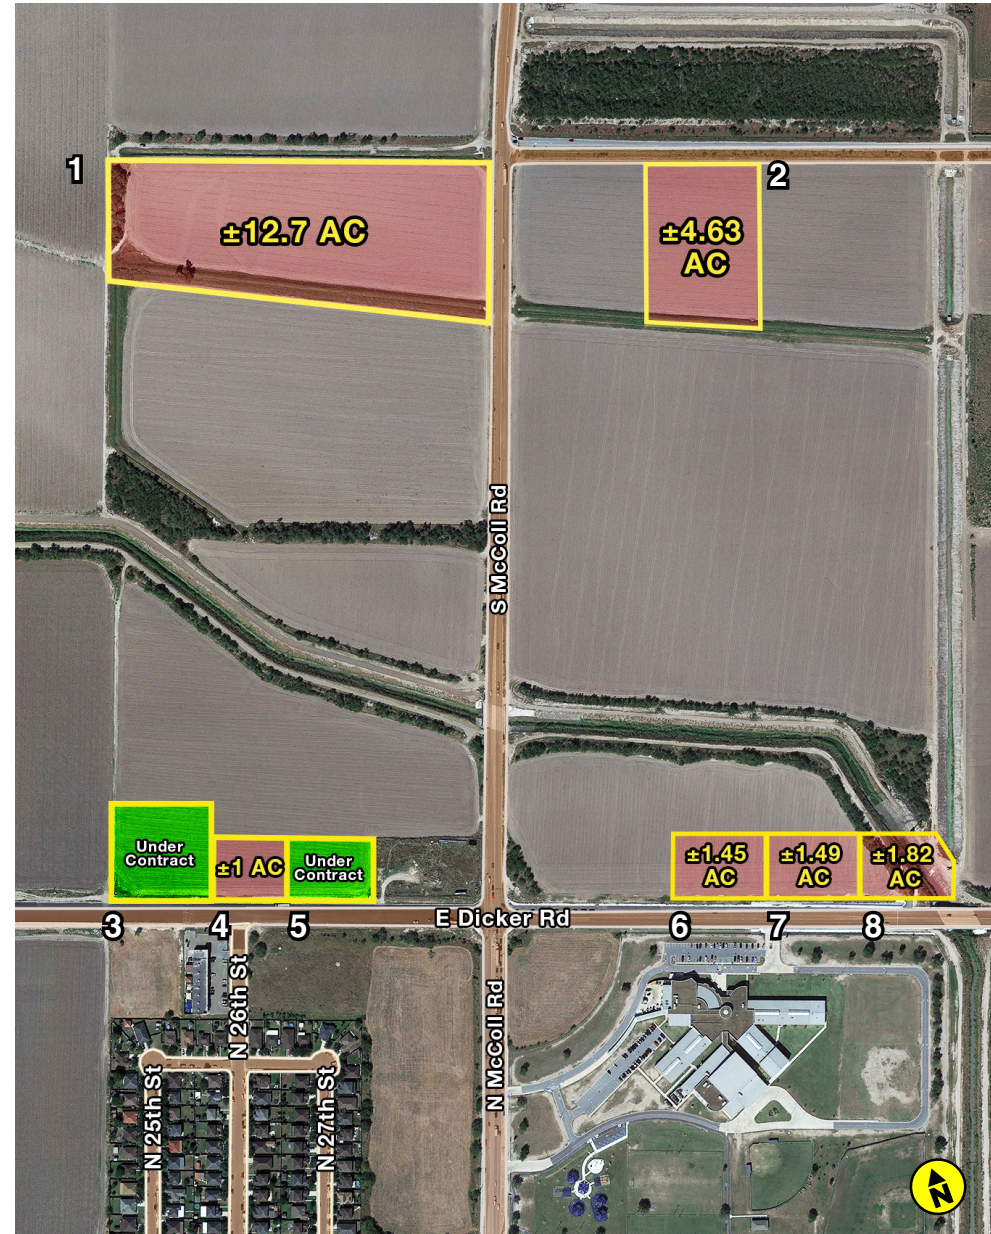 1
2
±12.7 AC
±4.63
AC
S McColl Rd
Under
Contract
±1 AC
Under
Contract
±1.45
AC
±1.49
AC
±1.82
AC
E Dicker Rd
3
4
5
6
7
8
N 26th St
N McColl Rd
N 25th St
N 27th St
N